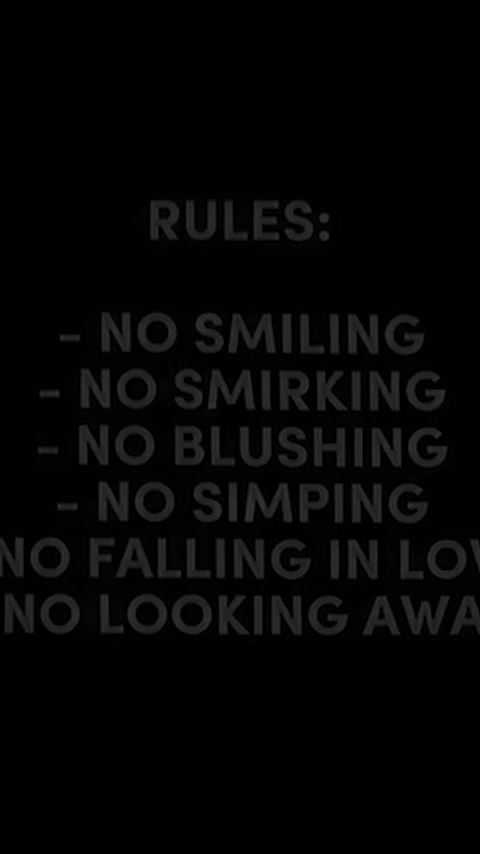 RULES:
- NO SMILING
- NO SMIRKING
- NO BLUSHING
- NO SIMPING
NO FALLING IN LOV
NO LOOKING AWA